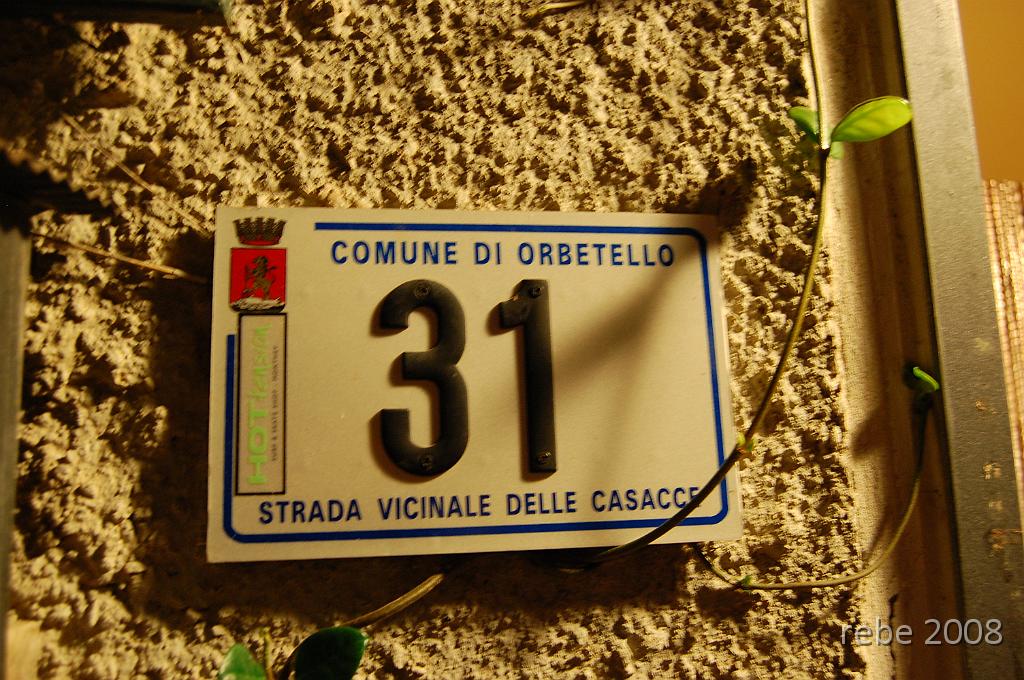 COMUNE DI ORBETELLO
31
HOT
STRADA VICINALE DELLE CASACCE
rebe 2008